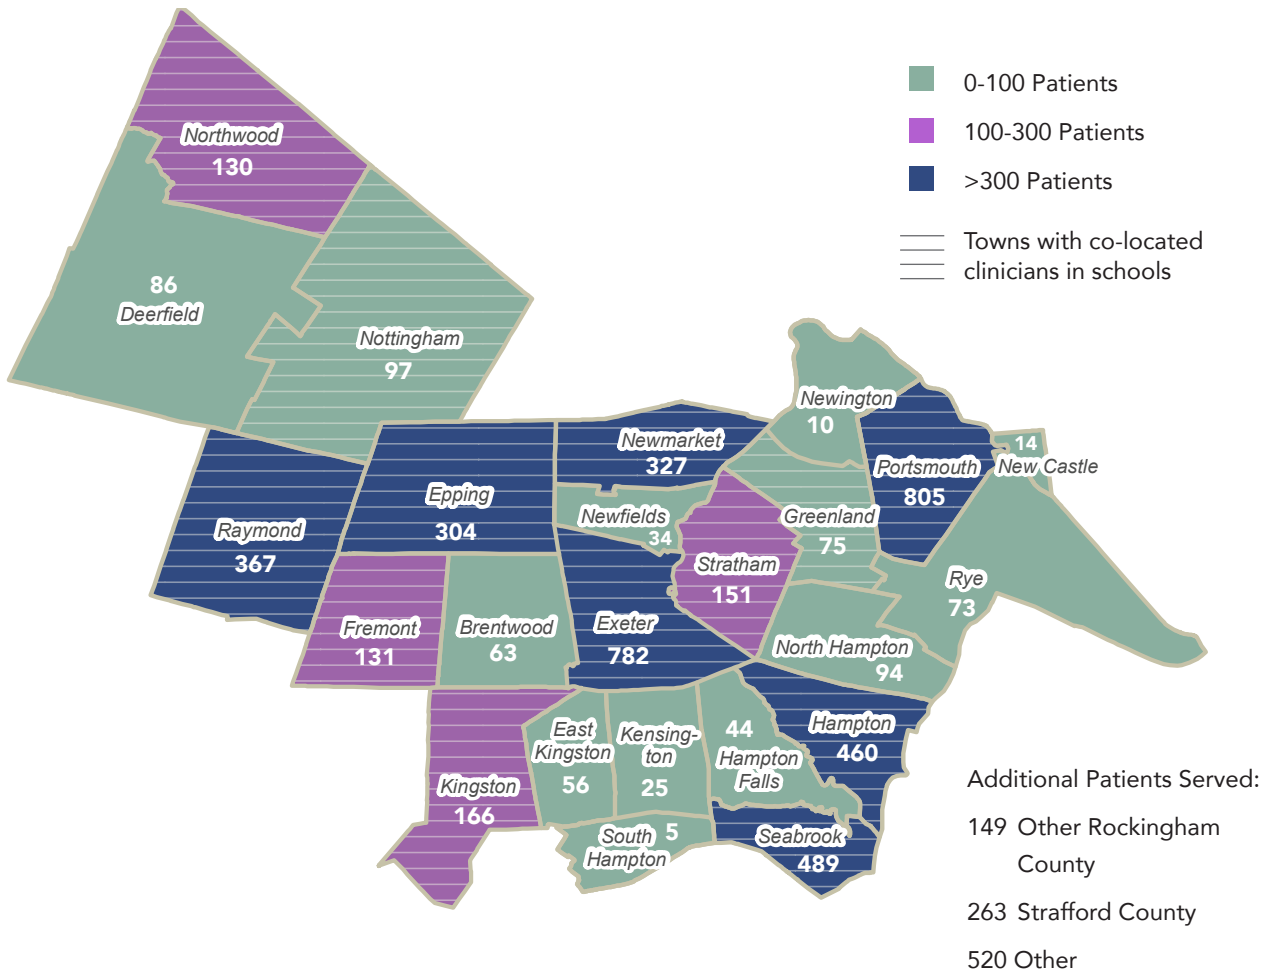 0-100 Patients
100-300 Patients
>300 Patients
Towns with co-located
clinicians in schools
Northwood
130
86
Deerfield
Nottingham
97
Newington
10
Newmarket
327
14
New Castle
Portsmouth
805
Epping
304
Newfields
34
Greenland
75
Raymond
367
Stratham
151
Rye
73
Fremont
131
Brentwood
63
Exeter
782
North Hampton
94
Hampton
460
East
Kingston
56
Kensing-
ton
25
44
Hampton
Falls
Kingston
166
South
Hampton
5
Seabrook
489
Additional Patients Served:
149 Other Rockingham
County
263 Strafford County
520 Other